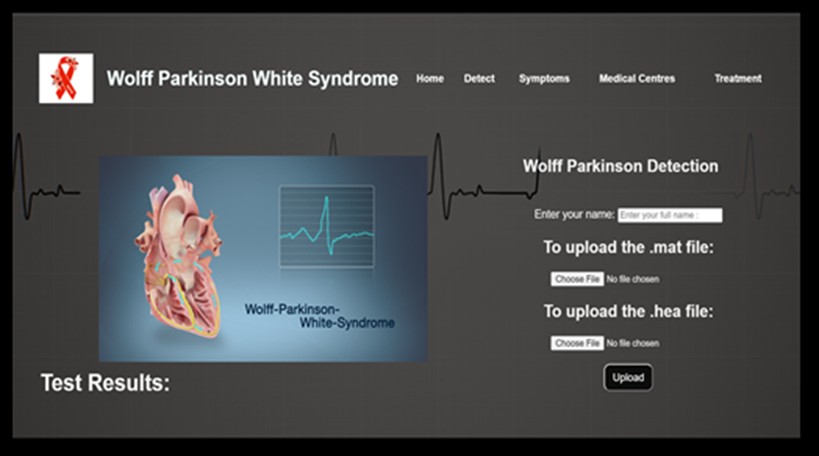 Wolff Parkinson White Syndrome
Home
Detect
Symptoms
Medical Centres
Treatment
Wolff-Parkinson-
White-Syndrome
Test Results:
Wolff Parkinson Detection
Enter your name: Enter your full name :
To upload the .mat file:
Choose File No file chosen
To upload the .hea file:
Choose File No file chosen
Upload